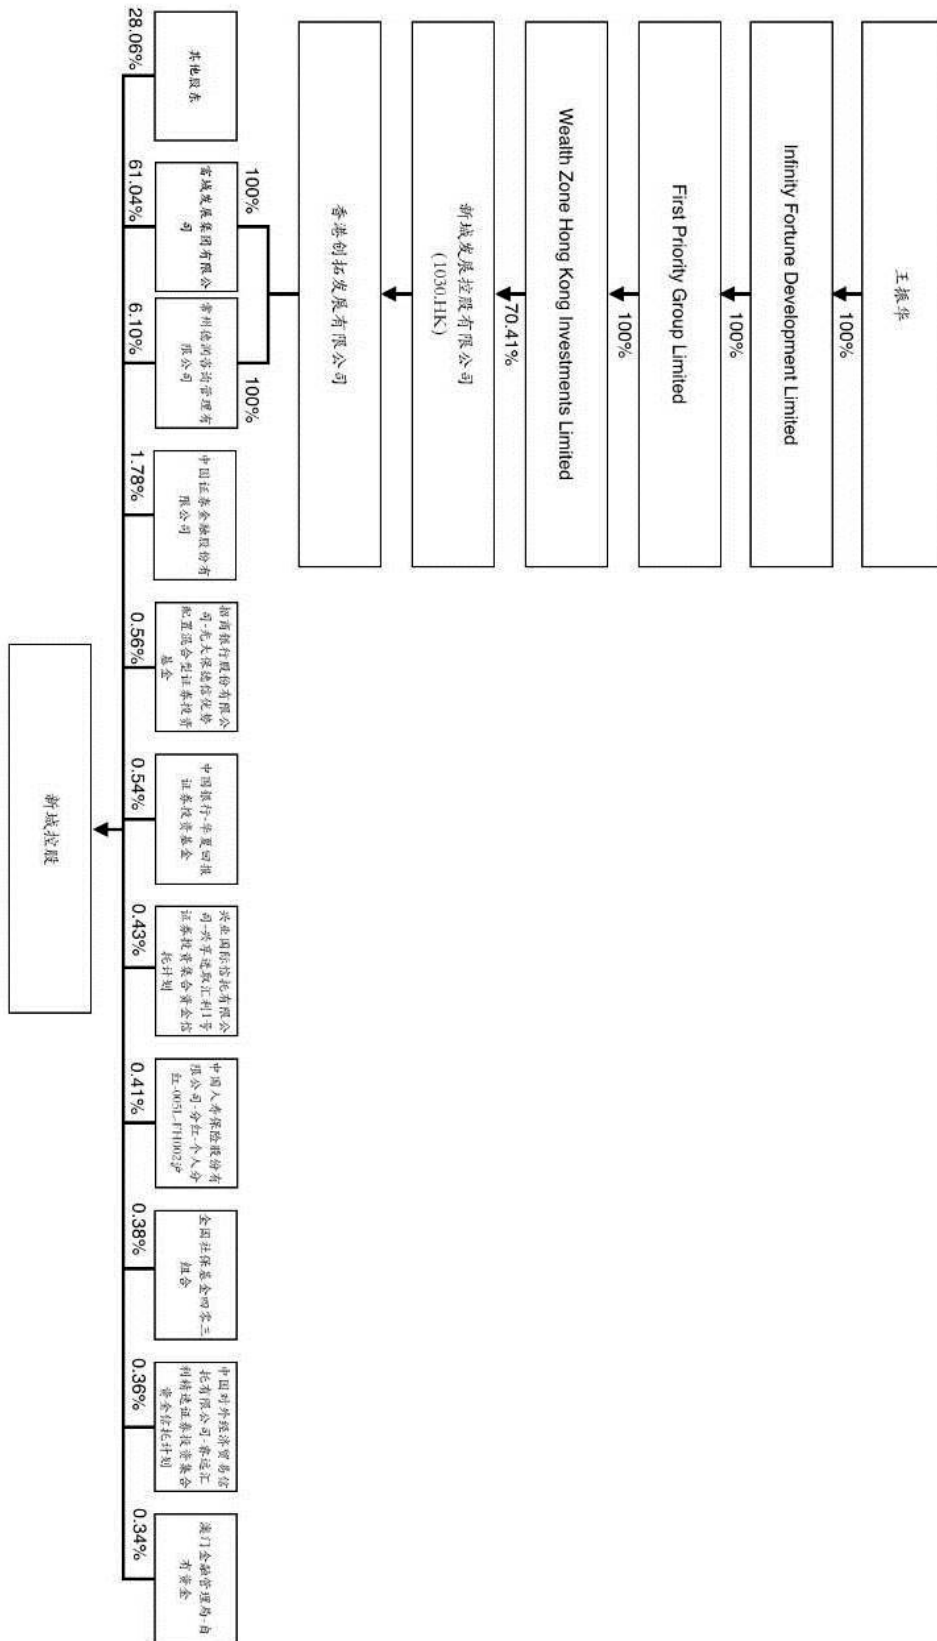 王振华
100%
Infinity Fortune Development Limited
100%
First Priority Group Limited
100%
Wealth Zone Hong Kong Investments Limited
70.41%
新城发展控股有限公司
(1030.HK)
香港创拓发展有限公司
100%
100%
其他股东
富域发展集团有限公
司
常州德润咨询管理有
限公司
中国证券金融股份有
限公司
招商银行股份有限公
司-光大保德信优势
配置混合型证券投资
基金
中国银行-华夏回报
证券投资基金
兴业国际信托有限公
司-兴享进取汇利1号
证券投资集合资金信
托计划
中国人寿保险股份有
限公司-分红-个人分
红-005L-FH002沪
全国社保基金四零三
组合
中国对外经济贸易信
托有限公司-睿远汇
利精选证券投资集合
资金信托计划
澳门金融管理局-自
有资金
28.06%
61.04%
6.10%
1.78%
0.56%
0.54%
0.43%
0.41%
0.38%
0.36%
0.34%
新城控股